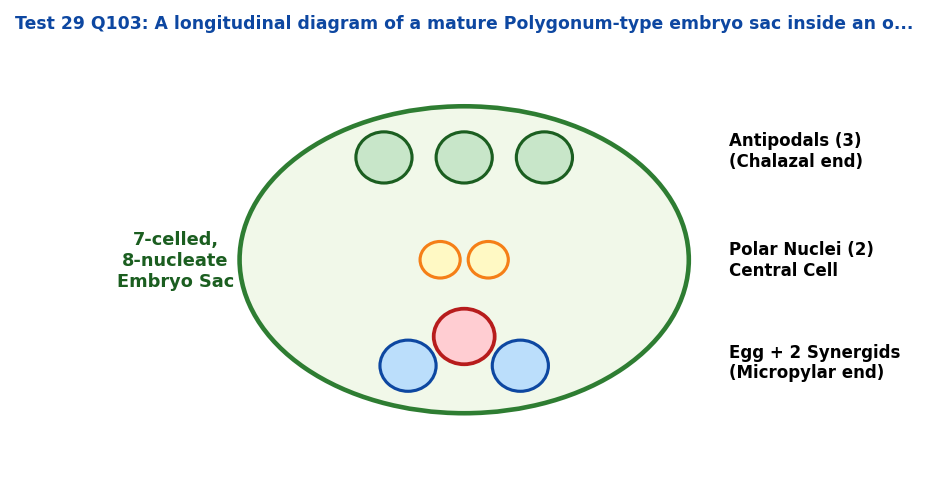 Test 29 Q103: A longitudinal diagram of a mature Polygonum-type embryo sac inside an o...
Antipodals (3)
(Chalazal end)
7-celled,
8-nucleate
Embryo Sac
Polar Nuclei (2)
Central Cell
Egg + 2 Synergids
(Micropylar end)